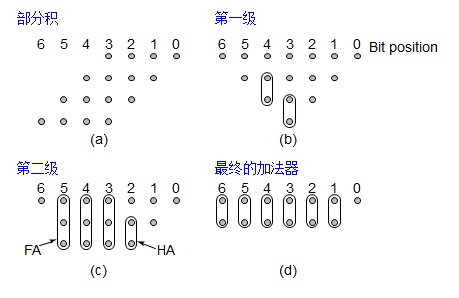 部分积 第一级
6 5 4 3 2 1 0 6 5 4 3 2 1 0 Bit position
(a) (b)
第二级 最终的加法器
6 5 4 3 2 1 0 6 5 4 3 2 1 0
FA HA
(c) (d)